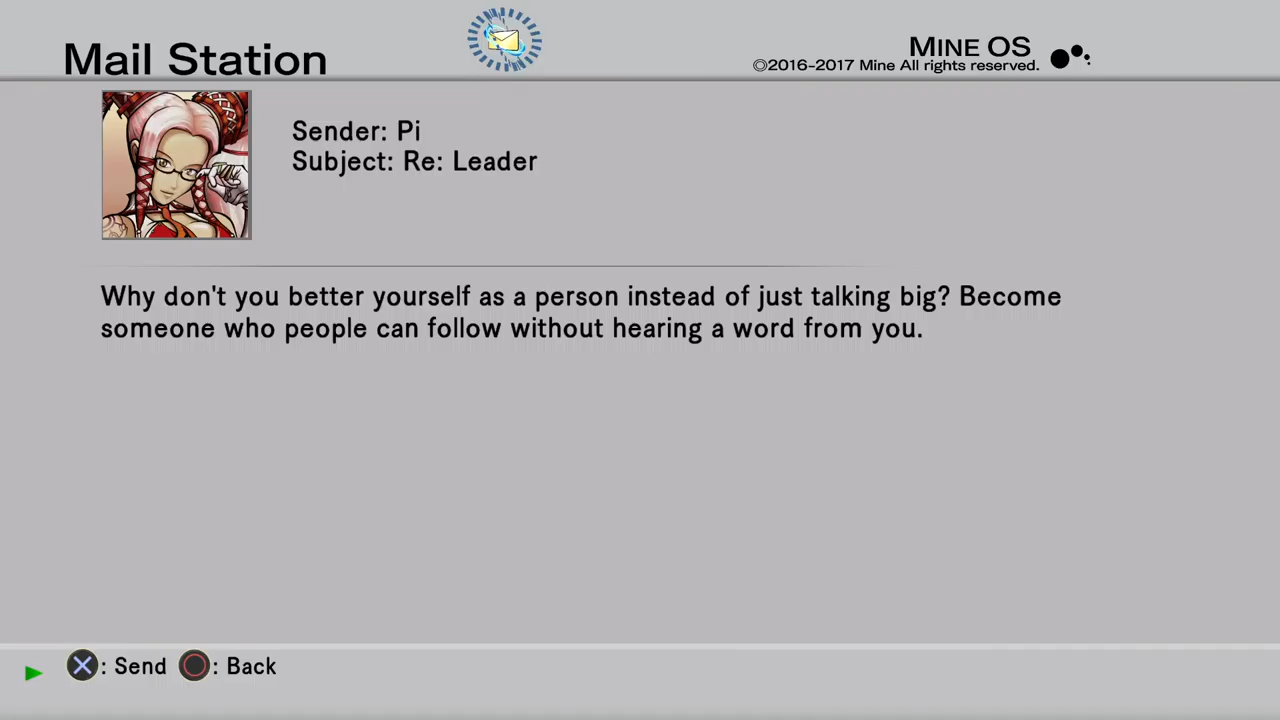 Mail Station
MINE OS
©2016-2017 Mine All rights reserved.
Sender: Pi
Subject: Re: Leader
Why don't you better yourself as a person instead of just talking big? Become
someone who people can follow without hearing a word from you.
: Send : Back